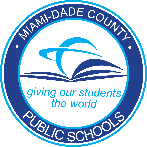 MIAMI-DADE COUNTY
giving our students
the world
PUBLIC SCHOOLS